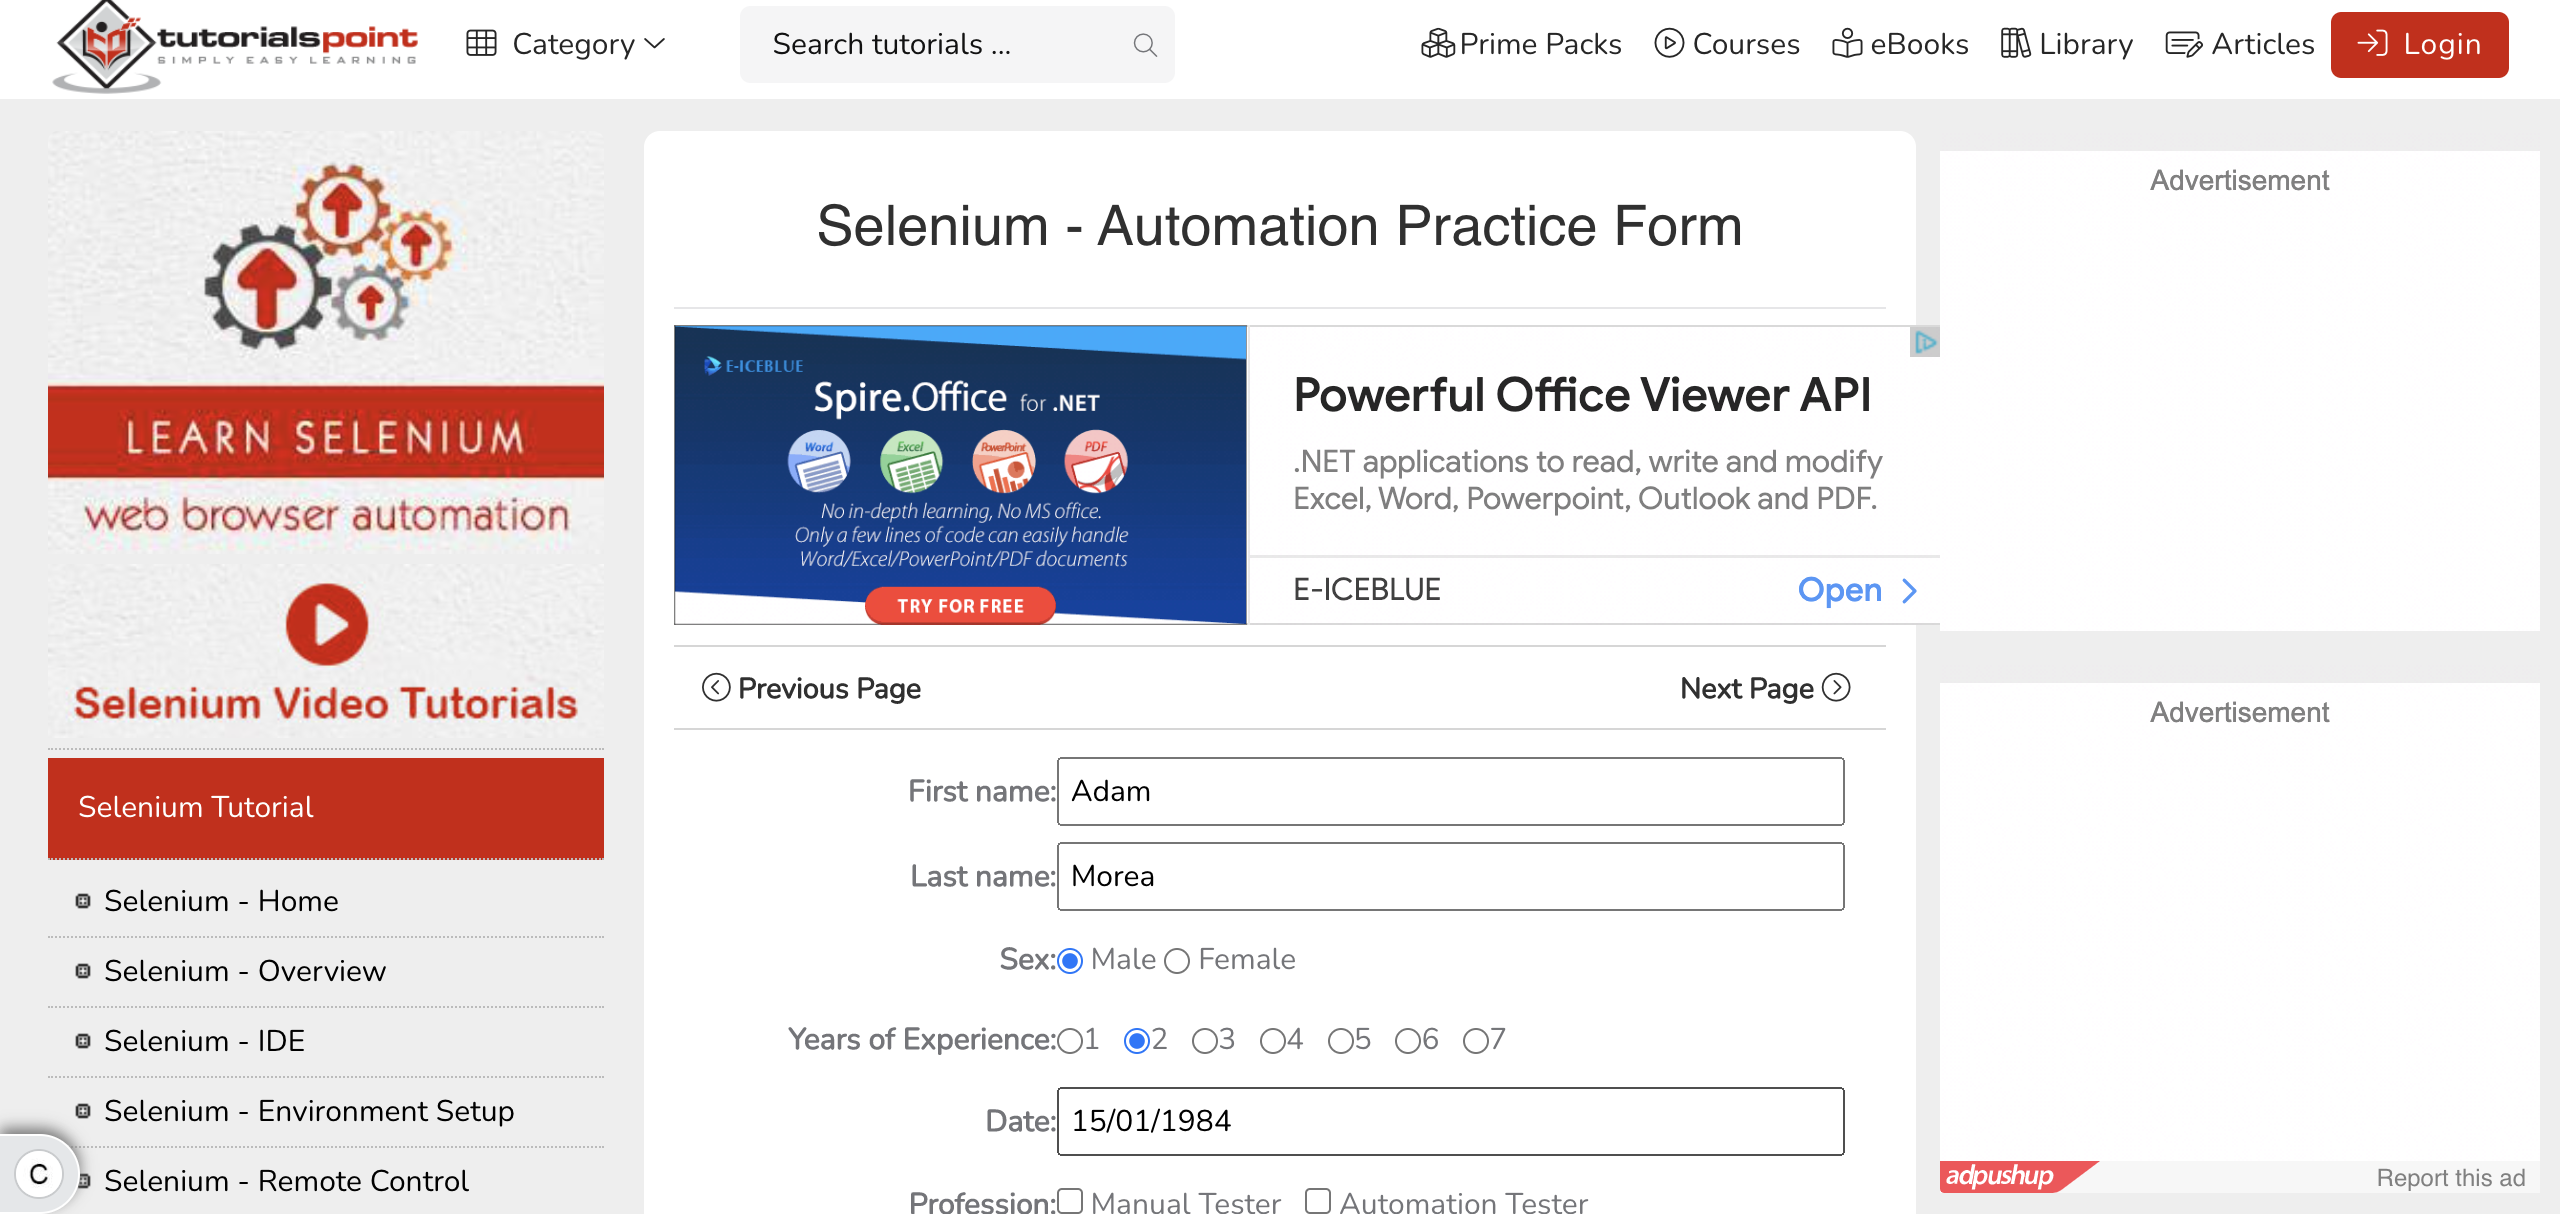 tutorialspoint
SIMPLY EASY LEARNING
Category
Search tutorials ...
Prime Packs
Courses
eBooks
Library
Articles
Login
LEARN SELENIUM
web browser automation
Selenium Video Tutorials
Selenium Tutorial
Selenium - Home
Selenium - Overview
Selenium - IDE
Selenium - Environment Setup
Selenium - Remote Control
C
Selenium - Automation Practice Form
E-ICEBLUE
Spire.Office for .NET
Word Excel PowerPoint PDF
No in-depth learning, No MS office.
Only a few lines of code can easily handle
Word/Excel/PowerPoint/PDF documents
TRY FOR FREE
Powerful Office Viewer API
.NET applications to read, write and modify
Excel, Word, Powerpoint, Outlook and PDF.
E-ICEBLUE
Open
Previous Page
Next Page
First name: Adam
Last name: Morea
Sex: Male Female
Years of Experience: 1 2 3 4 5 6 7
Date: 15/01/1984
Profession: Manual Tester Automation Tester
Advertisement
Advertisement
adpushup
Report this ad